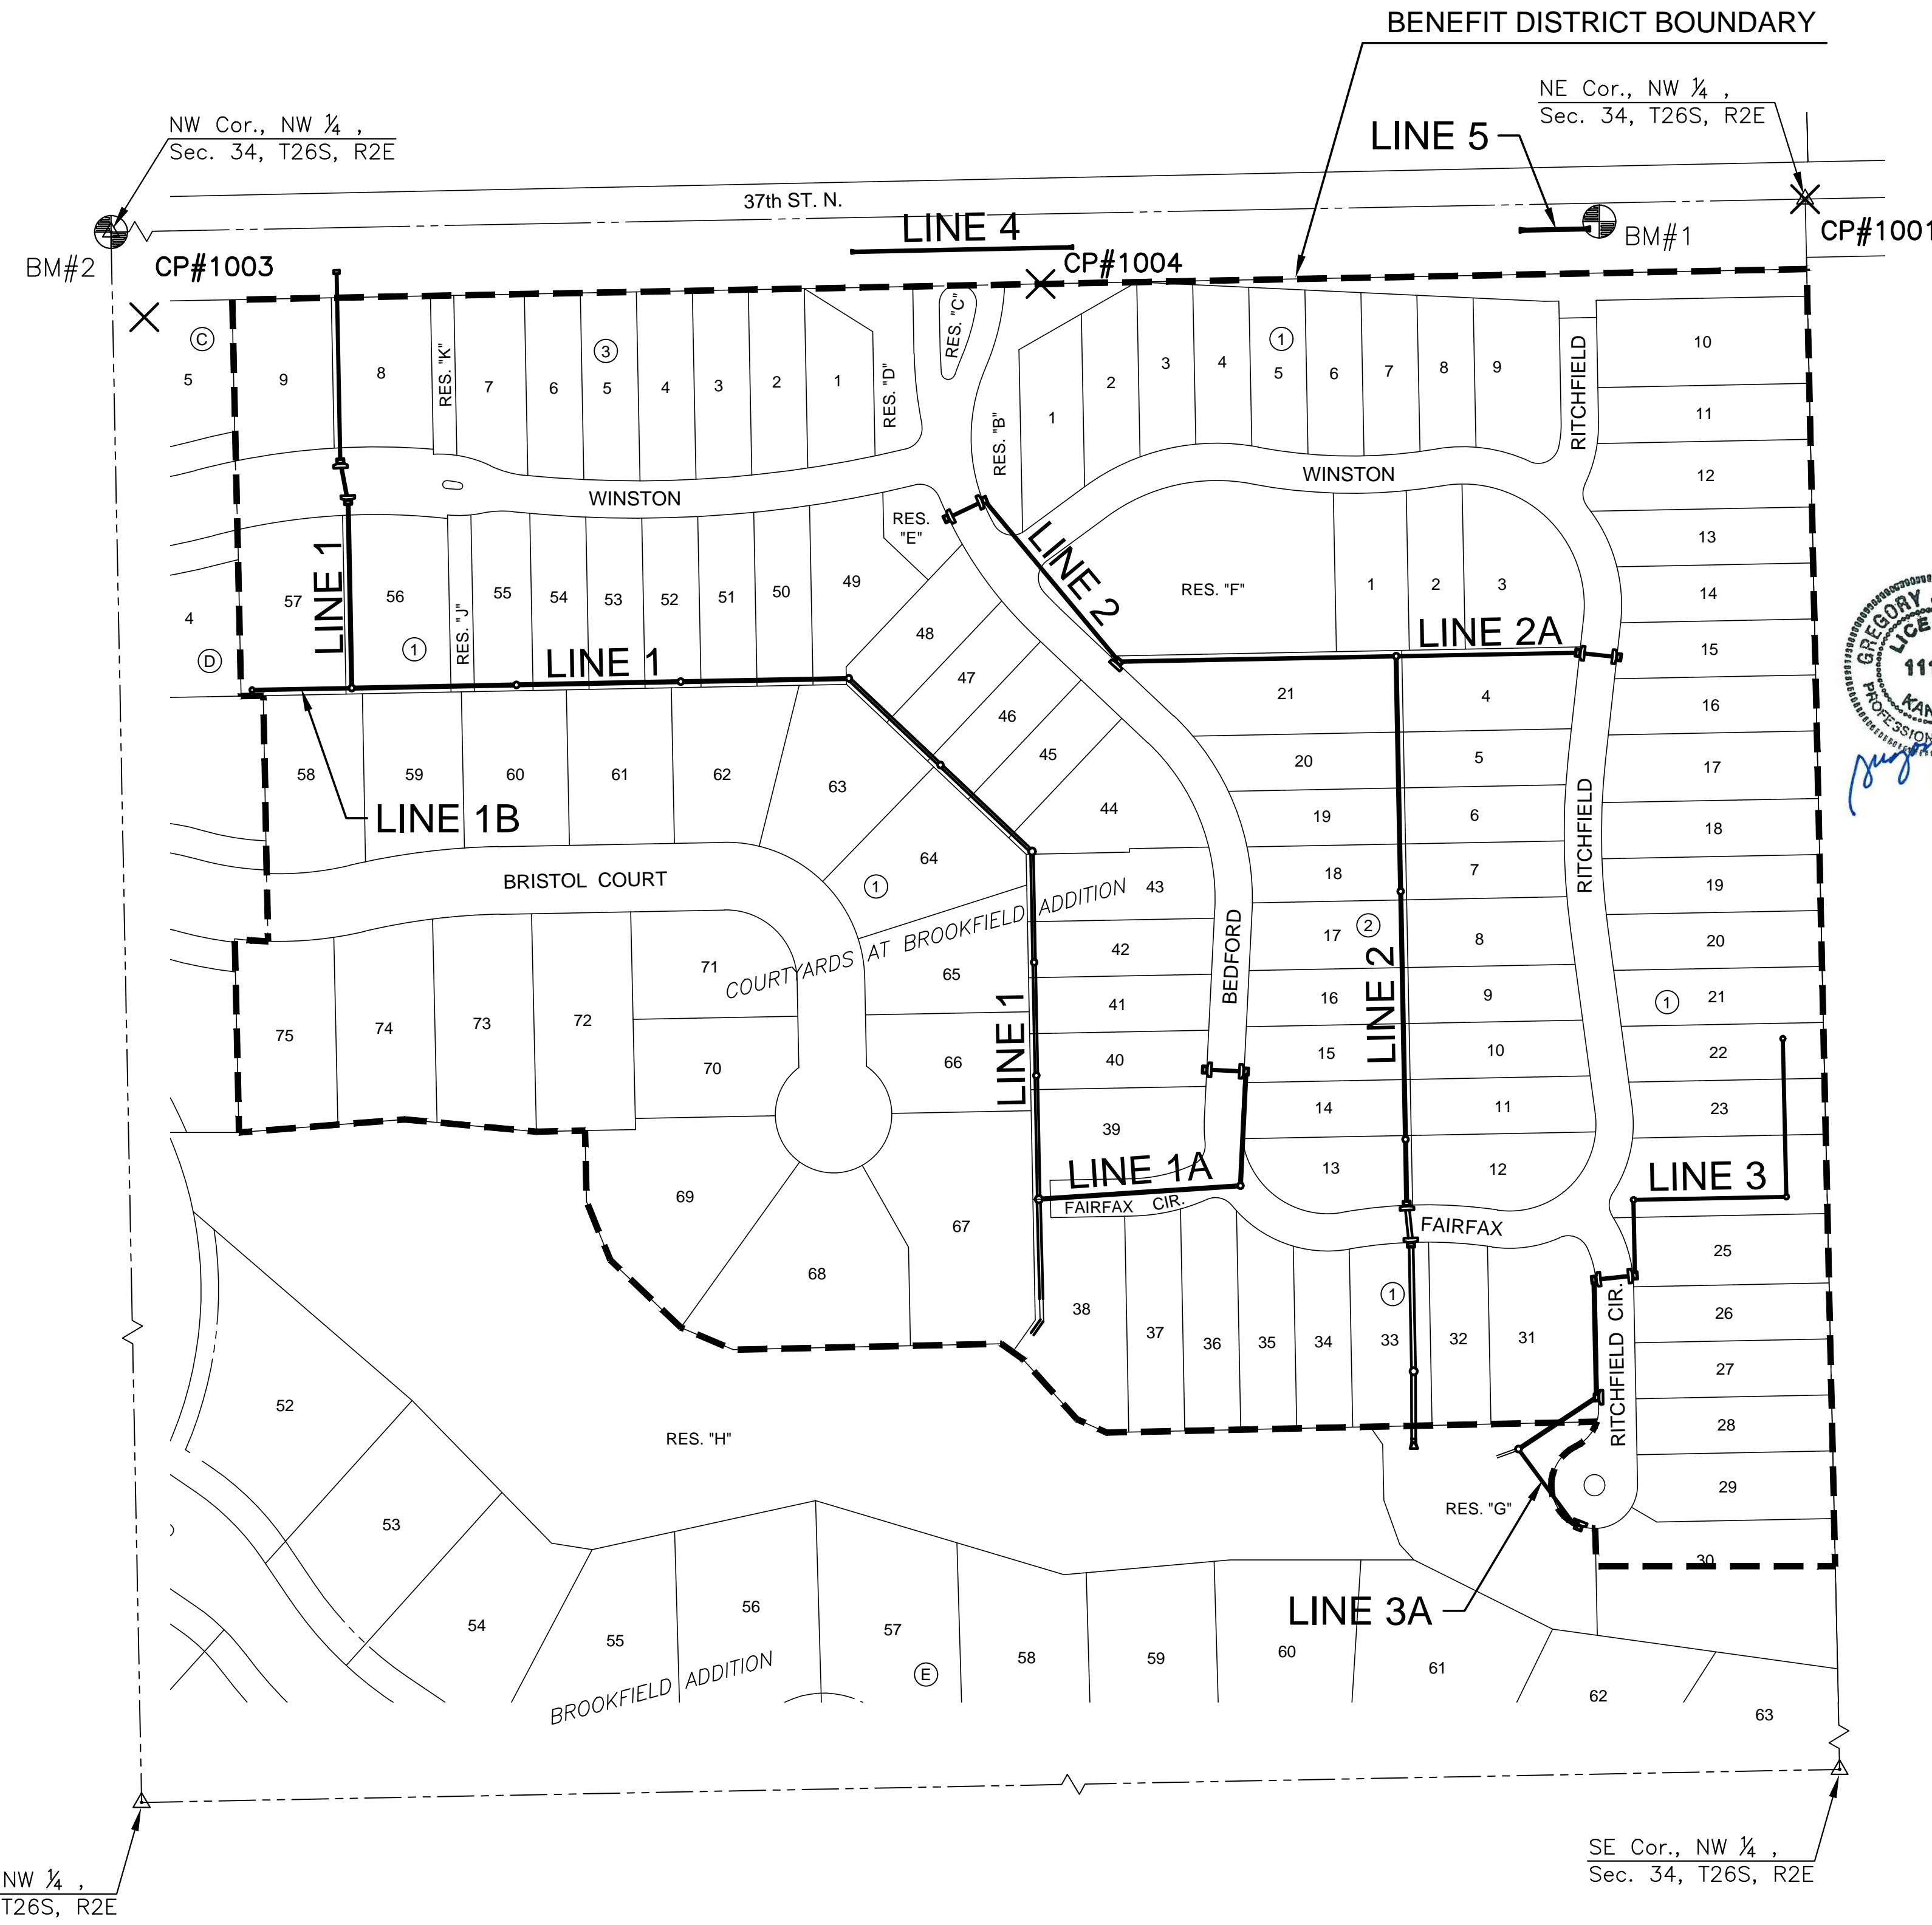 BENEFIT DISTRICT BOUNDARY
NW Cor., NW ¼ ,
Sec. 34, T26S, R2E
NE Cor., NW ¼ ,
Sec. 34, T26S, R2E
LINE 5
37th ST. N.
LINE 4
BM#2
CP#1003
CP#1004
BM#1
CP#1001
C
5
9
8
RES. "K"
7
6
3
5
4
3
2
1
RES. "D"
RES. "C"
RES. "B"
1
2
3
4
1
5
6
7
8
9
RITCHFIELD
10
11
12
13
14
15
16
17
18
19
20
21
1
22
23
WINSTON
WINSTON
4
D
57
LINE 1
56
1
RES. "J"
55
54
53
52
51
50
49
RES.
"E"
LINE 1
48
47
46
45
44
LINE 2
RES. "F"
1
2
3
LINE 2A
GREGORY
LICE
111
KAN
PROFESSION
58
59
60
61
62
63
64
1
LINE 1B
BRISTOL COURT
COURTYARDS AT BROOKFIELD ADDITION
43
42
41
40
39
BEDFORD
21
20
19
18
17
2
16
15
14
13
LINE 2
4
5
6
7
8
9
10
11
12
RITCHFIELD
75
74
73
72
71
70
65
66
LINE 1
LINE 1A
FAIRFAX CIR.
FAIRFAX
LINE 3
69
68
67
38
37
36
35
34
1
33
32
31
RITCHFIELD CIR.
25
26
27
28
29
30
52
53
54
RES. "H"
RES. "G"
LINE 3A
55
56
57
E
58
59
60
61
62
63
BROOKFIELD ADDITION
NW ¼ ,
T26S, R2E
SE Cor., NW ¼ ,
Sec. 34, T26S, R2E